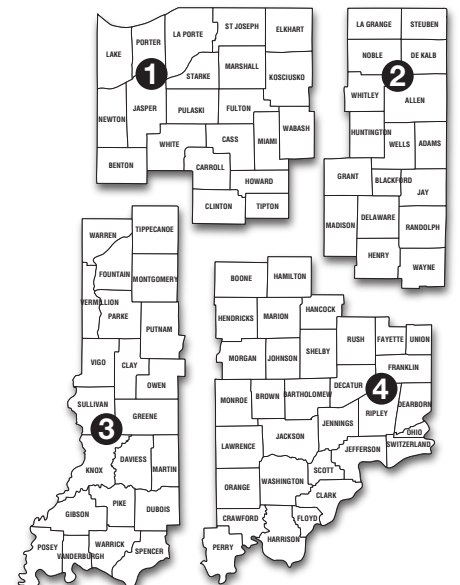 LA PORTE
ST JOSEPH
ELKHART
PORTER
LAKE
MARSHALL
1
STARKE
KOSCIUSKO
JASPER
PULASKI
FULTON
NEWTON
WABASH
WHITE
CASS
MIAMI
BENTON
CARROLL
HOWARD
CLINTON
TIPTON
LA GRANGE
STEUBEN
NOBLE
DE KALB
2
WHITLEY
ALLEN
HUNTINGTON
WELLS
ADAMS
GRANT
BLACKFORD
JAY
DELAWARE
MADISON
RANDOLPH
HENRY
WAYNE
WARREN
TIPPECANOE
FOUNTAIN
MONTGOMERY
VERMILLION
PARKE
PUTNAM
VIGO
CLAY
OWEN
SULLIVAN
GREENE
3
KNOX
DAVIESS
MARTIN
PIKE
GIBSON
DUBOIS
POSEY
WARRICK
VANDERBURGH
SPENCER
BOONE
HAMILTON
HANCOCK
HENDRICKS
MARION
RUSH
FAYETTE
UNION
MORGAN
JOHNSON
SHELBY
FRANKLIN
DECATUR
4
MONROE
BROWN
BARTHOLOMEW
DEARBORN
RIPLEY
JENNINGS
OHIO
LAWRENCE
JACKSON
SWITZERLAND
JEFFERSON
SCOTT
ORANGE
WASHINGTON
CLARK
CRAWFORD
FLOYD
HARRISON
PERRY